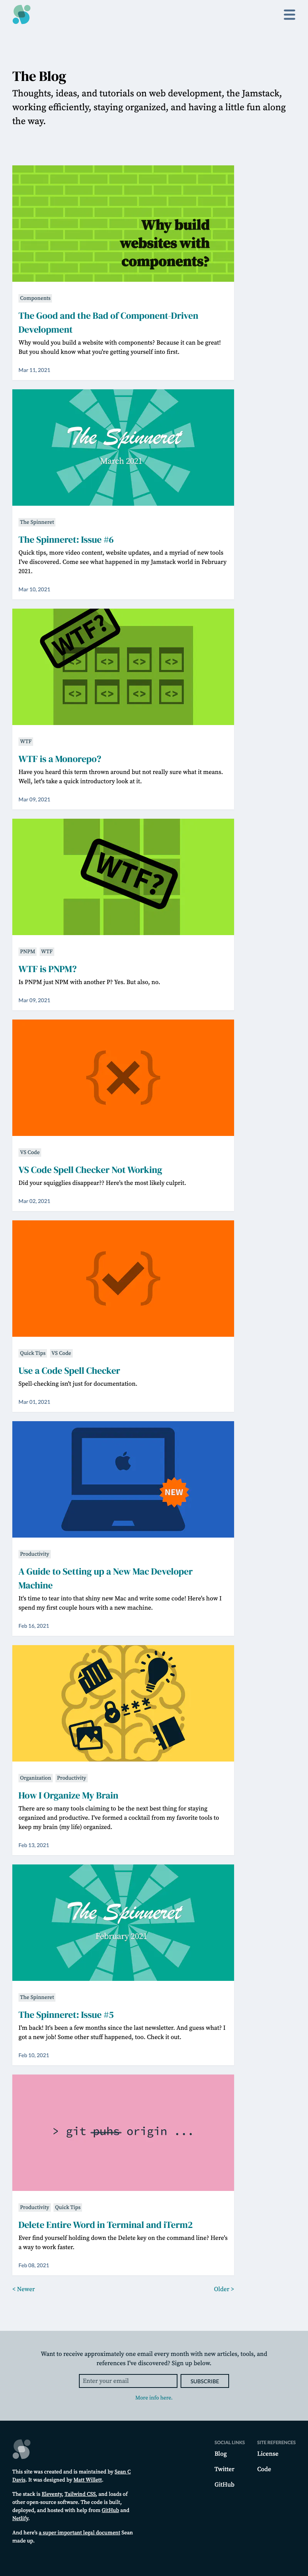 The Blog
Thoughts, ideas, and tutorials on web development, the Jamstack,
working efficiently, staying organized, and having a little fun along
the way.
Why build
websites with
components?
Components
The Good and the Bad of Component-Driven
Development
Why would you build a website with components? Because it can be great!
But you should know what you're getting yourself into first.
Mar 11, 2021
The Spinneret
March 2021
The Spinneret
The Spinneret: Issue #6
Quick tips, more video content, website updates, and a myriad of new tools
I've discovered. Come see what happened in my Jamstack world in February
2021.
Mar 10, 2021
WTF?
<> <> <> <>
<> <> <> <>
WTF
WTF is a Monorepo?
Have you heard this term thrown around but not really sure what it means.
Well, let's take a quick introductory look at it.
Mar 09, 2021
WTF?
PNPM WTF
WTF is PNPM?
Is PNPM just NPM with another P? Yes. But also, no.
Mar 09, 2021
{ }
VS Code
VS Code Spell Checker Not Working
Did your squigglies disappear?? Here's the most likely culprit.
Mar 02, 2021
{ }
Quick Tips VS Code
Use a Code Spell Checker
Spell-checking isn't just for documentation.
Mar 01, 2021
NEW
Productivity
A Guide to Setting up a New Mac Developer
Machine
It's time to tear into that shiny new Mac and write some code! Here's how I
spend my first couple hours with a new machine.
Feb 16, 2021
****
Organization Productivity
How I Organize My Brain
There are so many tools claiming to be the next best thing for staying
organized and productive. I've formed a cocktail from my favorite tools to
keep my brain (my life) organized.
Feb 13, 2021
The Spinneret
February 2021
The Spinneret
The Spinneret: Issue #5
I'm back! It's been a few months since the last newsletter. And guess what? I
got a new job! Some other stuff happened, too. Check it out.
Feb 10, 2021
> git puhs origin ...
Productivity Quick Tips
Delete Entire Word in Terminal and iTerm2
Ever find yourself holding down the Delete key on the command line? Here's
a way to work faster.
Feb 08, 2021
< Newer Older >
Want to receive approximately one email every month with new articles, tools, and
references I've discovered? Sign up below.
Enter your email SUBSCRIBE
More info here.
This site was created and is maintained by Sean C
Davis. It was designed by Matt Willett.
The stack is Eleventy, Tailwind CSS, and loads of
other open-source software. The code is built,
deployed, and hosted with help from GitHub and
Netlify.
And here's a super important legal document Sean
made up.
SOCIAL LINKS
Blog
Twitter
GitHub
SITE REFERENCES
License
Code